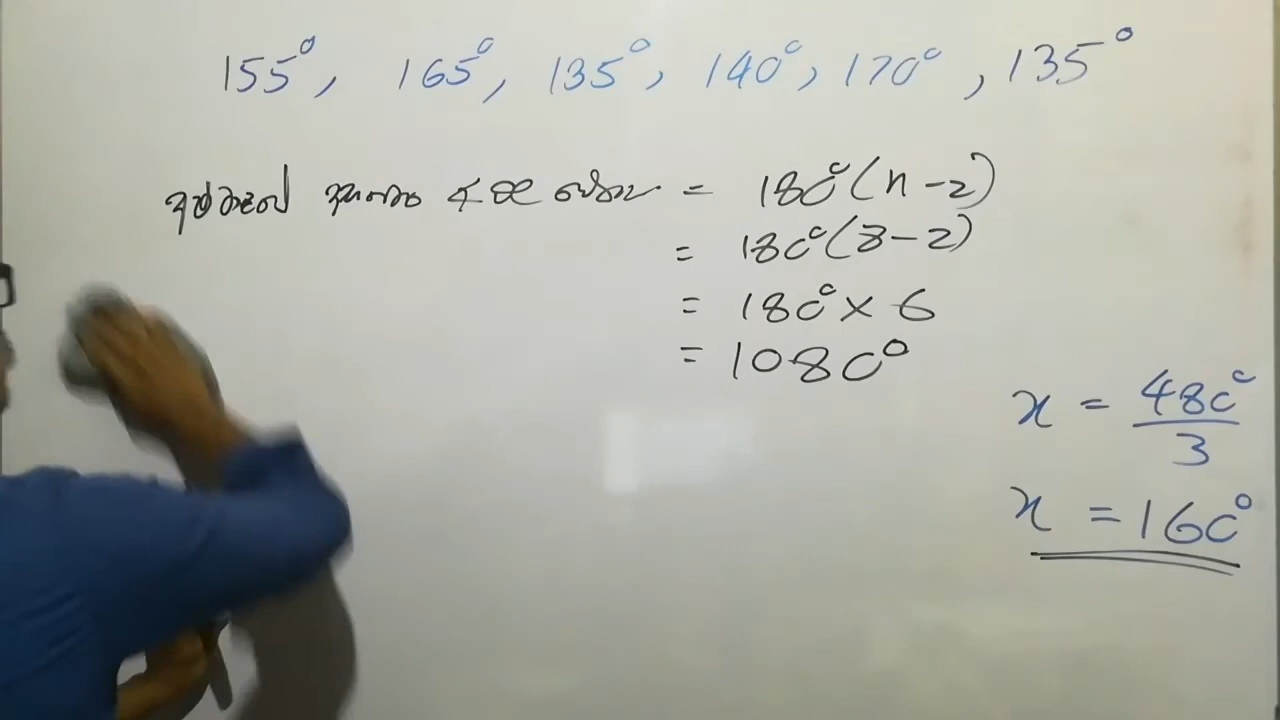 155°, 165°, 135°, 140°, 170°, 135°
= 180°(n-2)
= 180°(8-2)
= 180° × 6
= 1080°
x = 480°/3
x = 160°